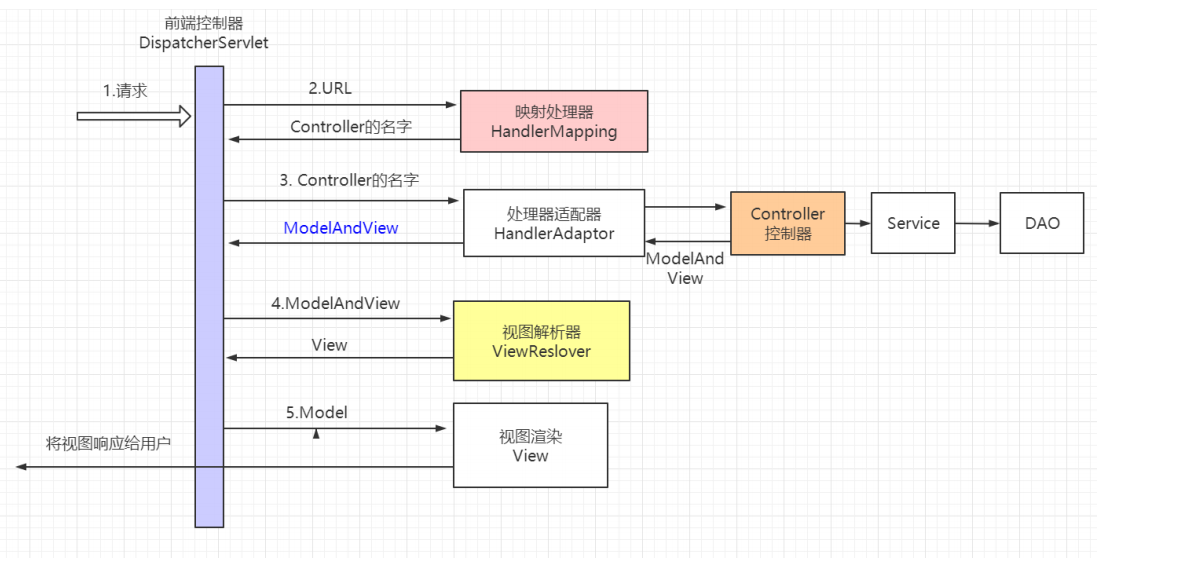 前端控制器
DispatcherServlet
1.请求
2.URL
映射处理器
HandlerMapping
Controller的名字
3. Controller的名字
处理器适配器
HandlerAdaptor
ModelAndView
Controller
控制器
Service
DAO
ModelAnd
View
4.ModelAndView
视图解析器
ViewReslover
View
5.Model
视图渲染
View
将视图响应给用户